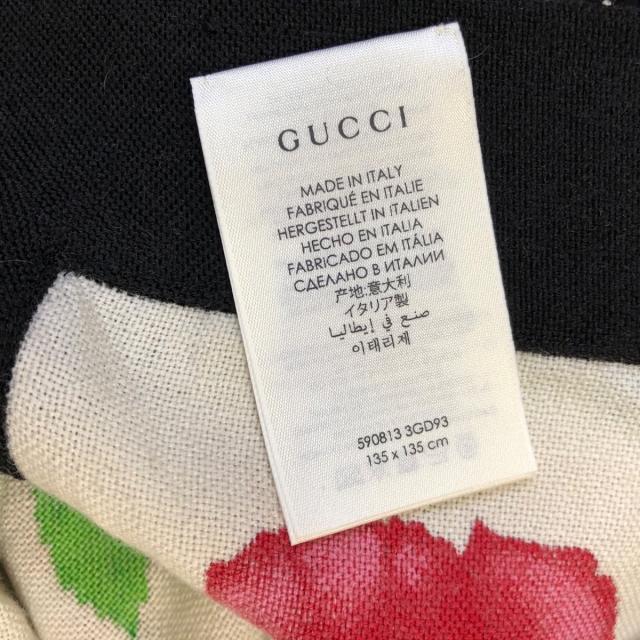 GUCCI
MADE IN ITALY
FABRIQUÉ EN ITALIE
HERGESTELLT IN ITALIEN
HECHO EN ITALIA
FABRICADO EM ITÁLIA
СДЕЛАНО В ИТАЛИИ
产地:意大利
イタリア製
صنع في إيطاليا
이태리제
590813 3GD93
135 x 135 cm